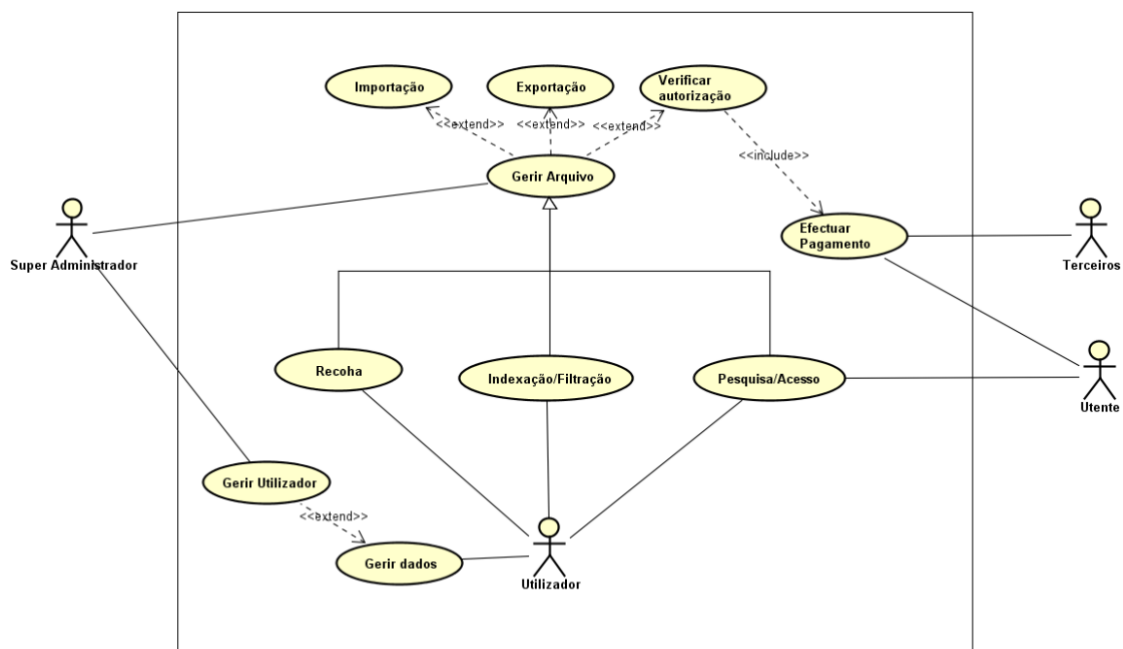 Importação
Exportação
Verificar
autorização
<<extend>>
<<extend>>
<<extend>>
<<include>>
Gerir Arquivo
Efectuar
Pagamento
Super Administrador
Terceiros
Recoha
Indexação/Filtração
Pesquisa/Acesso
Utente
Gerir Utilizador
<<extend>>
Gerir dados
Utilizador